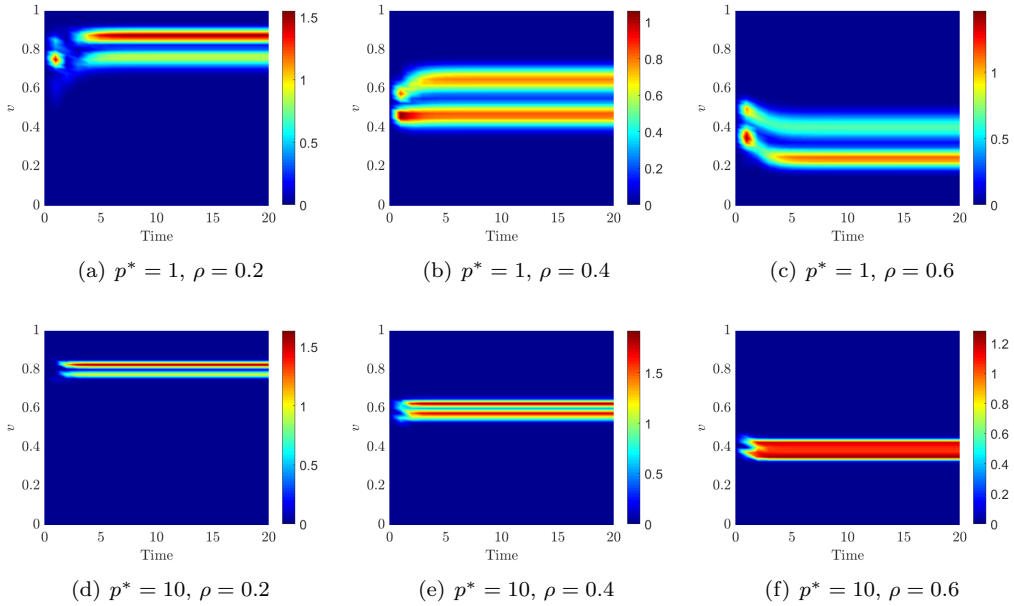 1
0.8
0.6
0.4
0.2
0
v
0 5 10 15 20
Time
1.5
1
0.5
0
(a) p* = 1, ρ = 0.2
1
0.8
0.6
0.4
0.2
0
v
0 5 10 15 20
Time
1
0.8
0.6
0.4
0.2
0
(b) p* = 1, ρ = 0.4
1
0.8
0.6
0.4
0.2
0
v
0 5 10 15 20
Time
1
0.5
0
(c) p* = 1, ρ = 0.6
1
0.8
0.6
0.4
0.2
0
v
0 5 10 15 20
Time
1.5
1
0.5
0
(d) p* = 10, ρ = 0.2
1
0.8
0.6
0.4
0.2
0
v
0 5 10 15 20
Time
1.5
1
0.5
0
(e) p* = 10, ρ = 0.4
1
0.8
0.6
0.4
0.2
0
v
0 5 10 15 20
Time
1.2
1
0.8
0.6
0.4
0.2
0
(f) p* = 10, ρ = 0.6